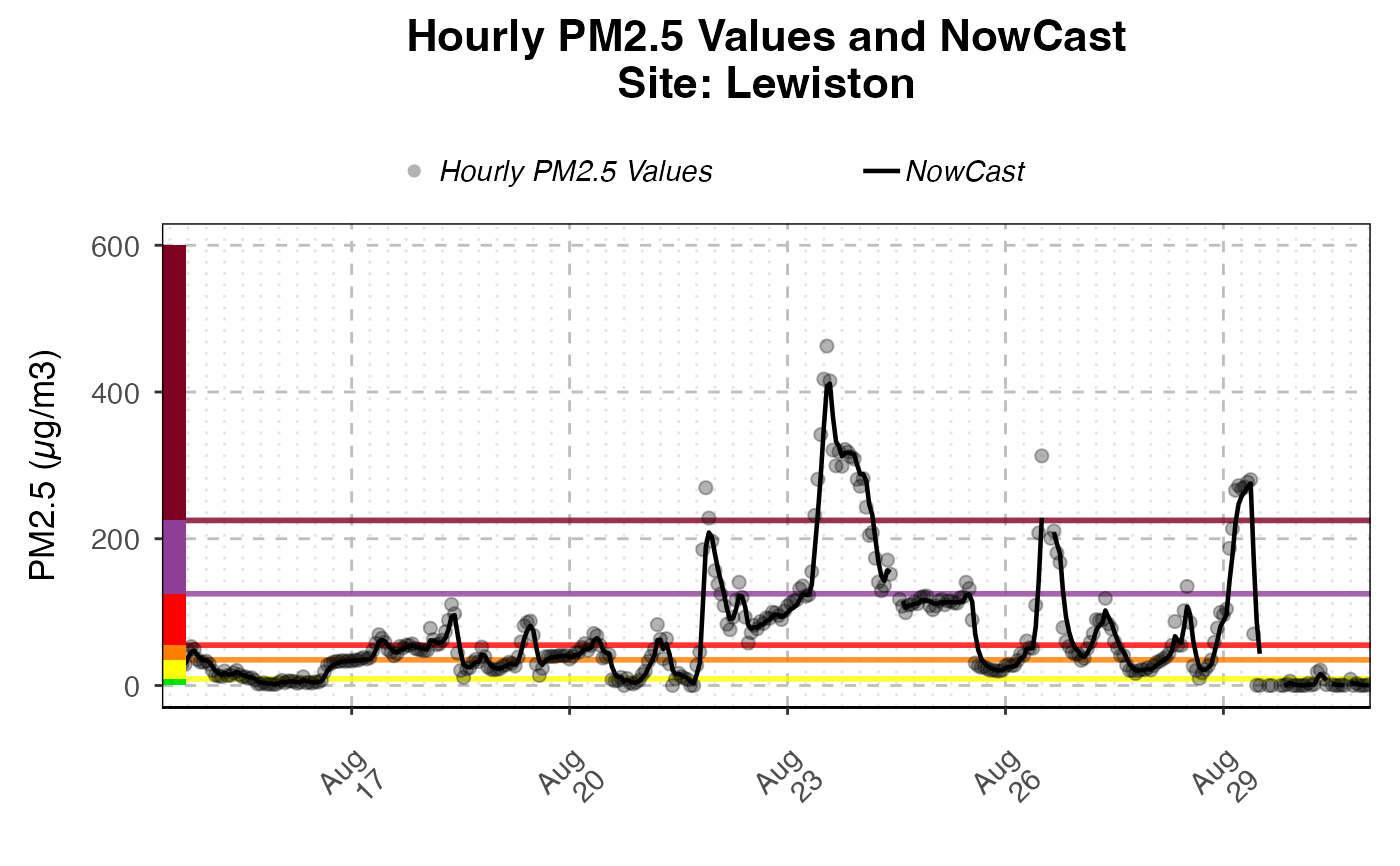 Hourly PM2.5 Values and NowCast
Site: Lewiston
Hourly PM2.5 Values
NowCast
PM2.5 (µg/m3)
600
400
200
0
Aug
17
Aug
20
Aug
23
Aug
26
Aug
29